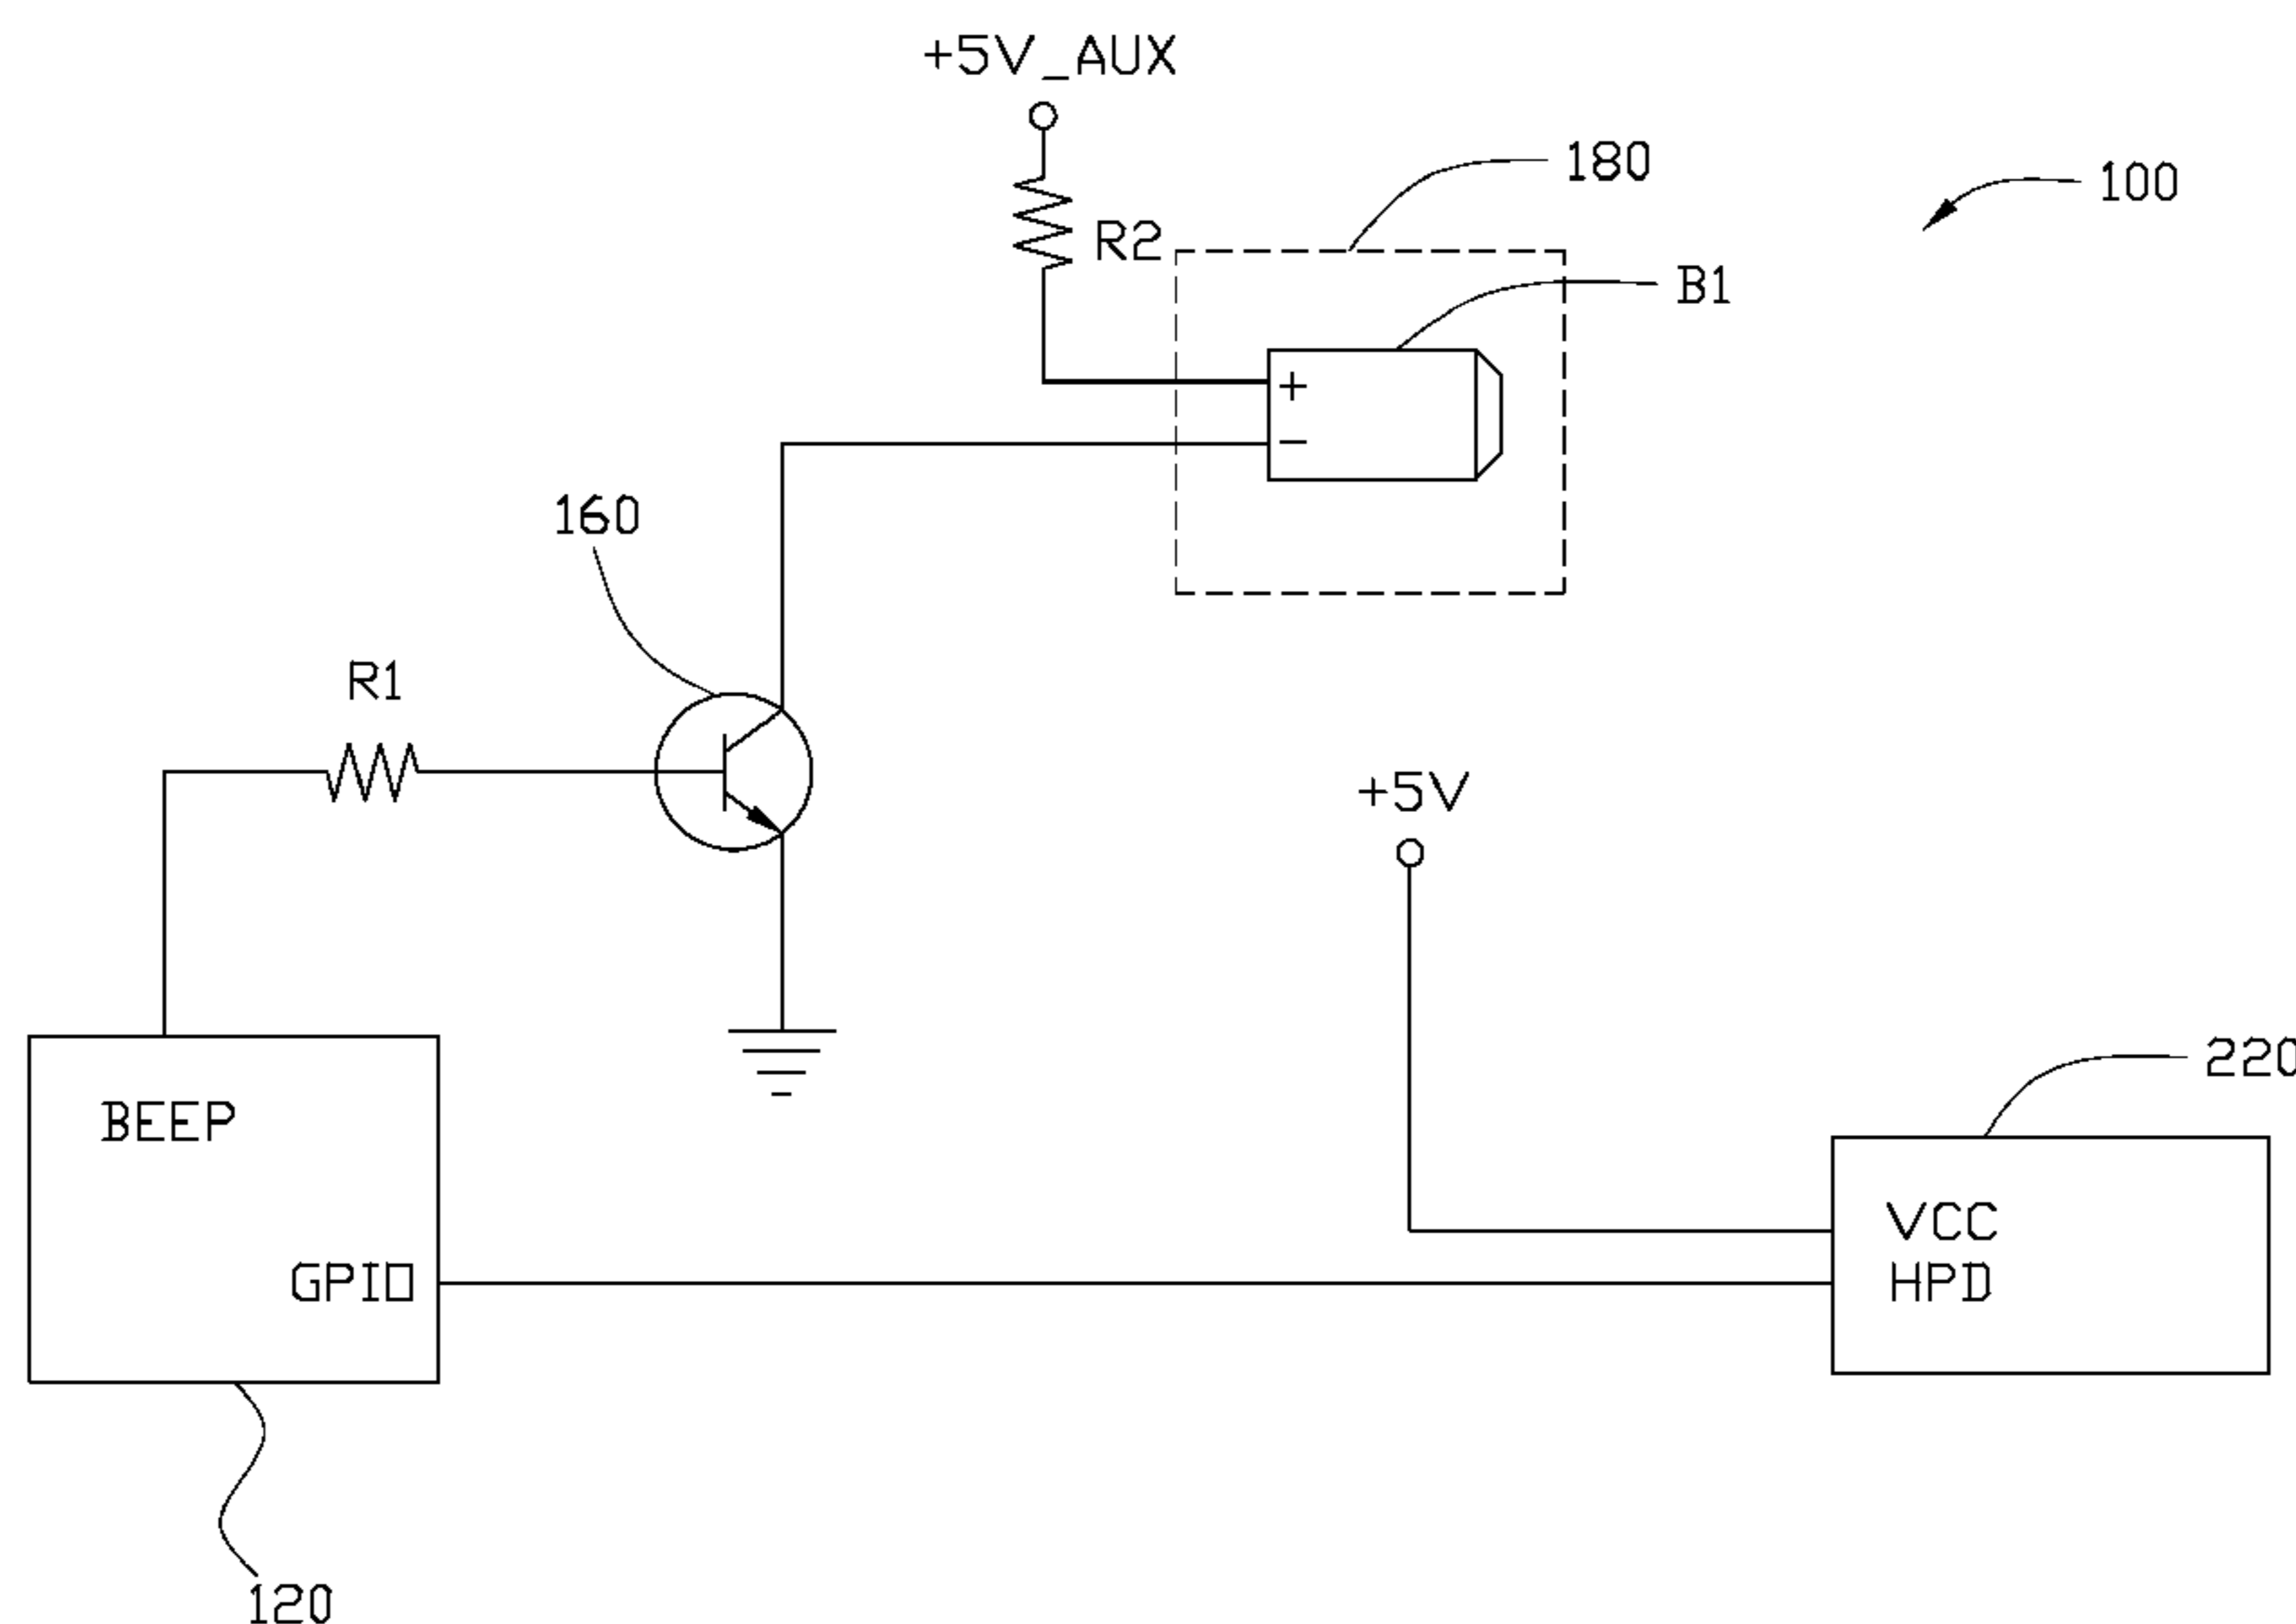 +5V_AUX
180
100
R2
B1
+
−
160
R1
+5V
220
BEEP
VCC
GPIO
HPD
120